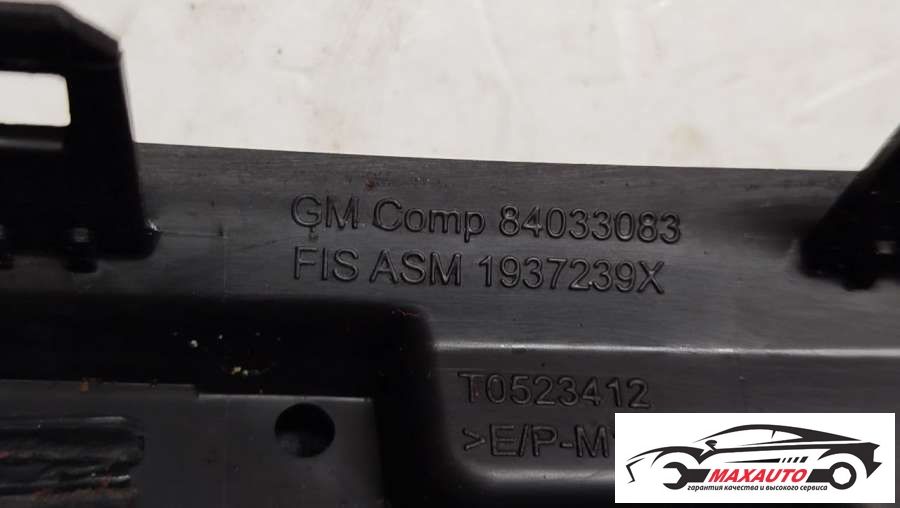 GM Comp 84033083
FIS ASM 1937239X
T0523412
>E/P-M
MAXAUTO
гарантия качества и высокого сервиса